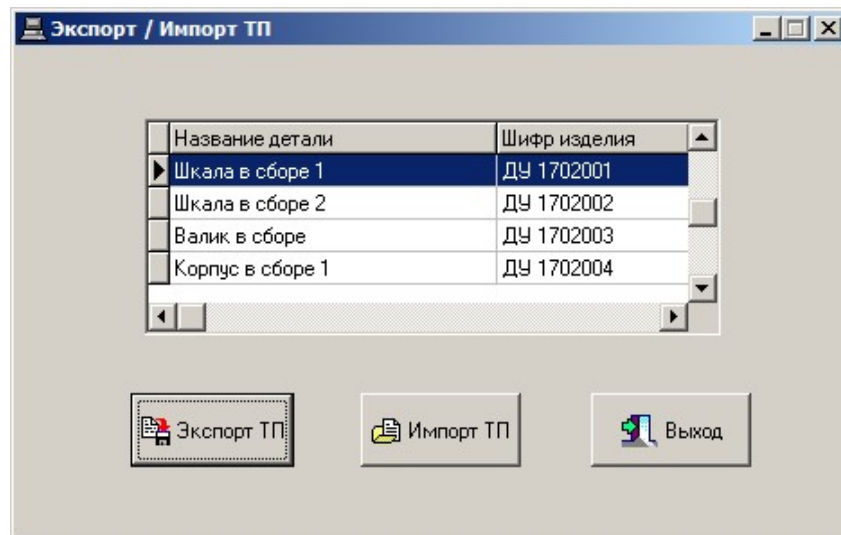 Экспорт / Импорт ТП
Название детали Шифр изделия
Шкала в сборе 1 ДУ 1702001
Шкала в сборе 2 ДУ 1702002
Валик в сборе ДУ 1702003
Корпус в сборе 1 ДУ 1702004
Экспорт ТП Импорт ТП Выход